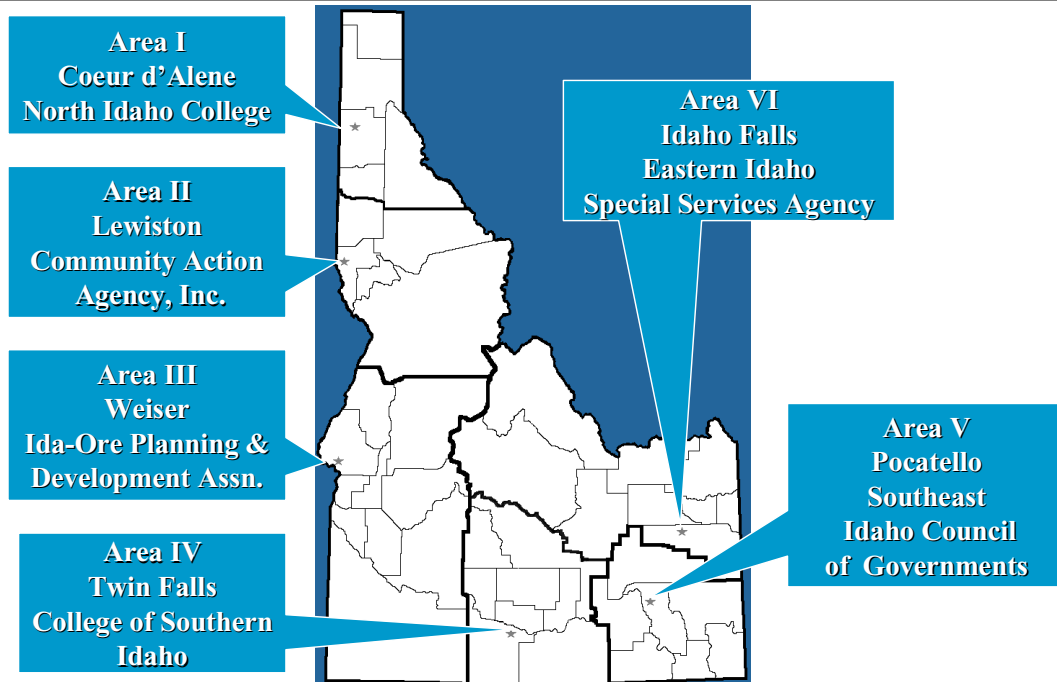 Area I
Coeur d’Alene
North Idaho College
Area II
Lewiston
Community Action
Agency, Inc.
Area III
Weiser
Ida-Ore Planning &
Development Assn.
Area IV
Twin Falls
College of Southern
Idaho
Area VI
Idaho Falls
Eastern Idaho
Special Services Agency
Area V
Pocatello
Southeast
Idaho Council
of Governments